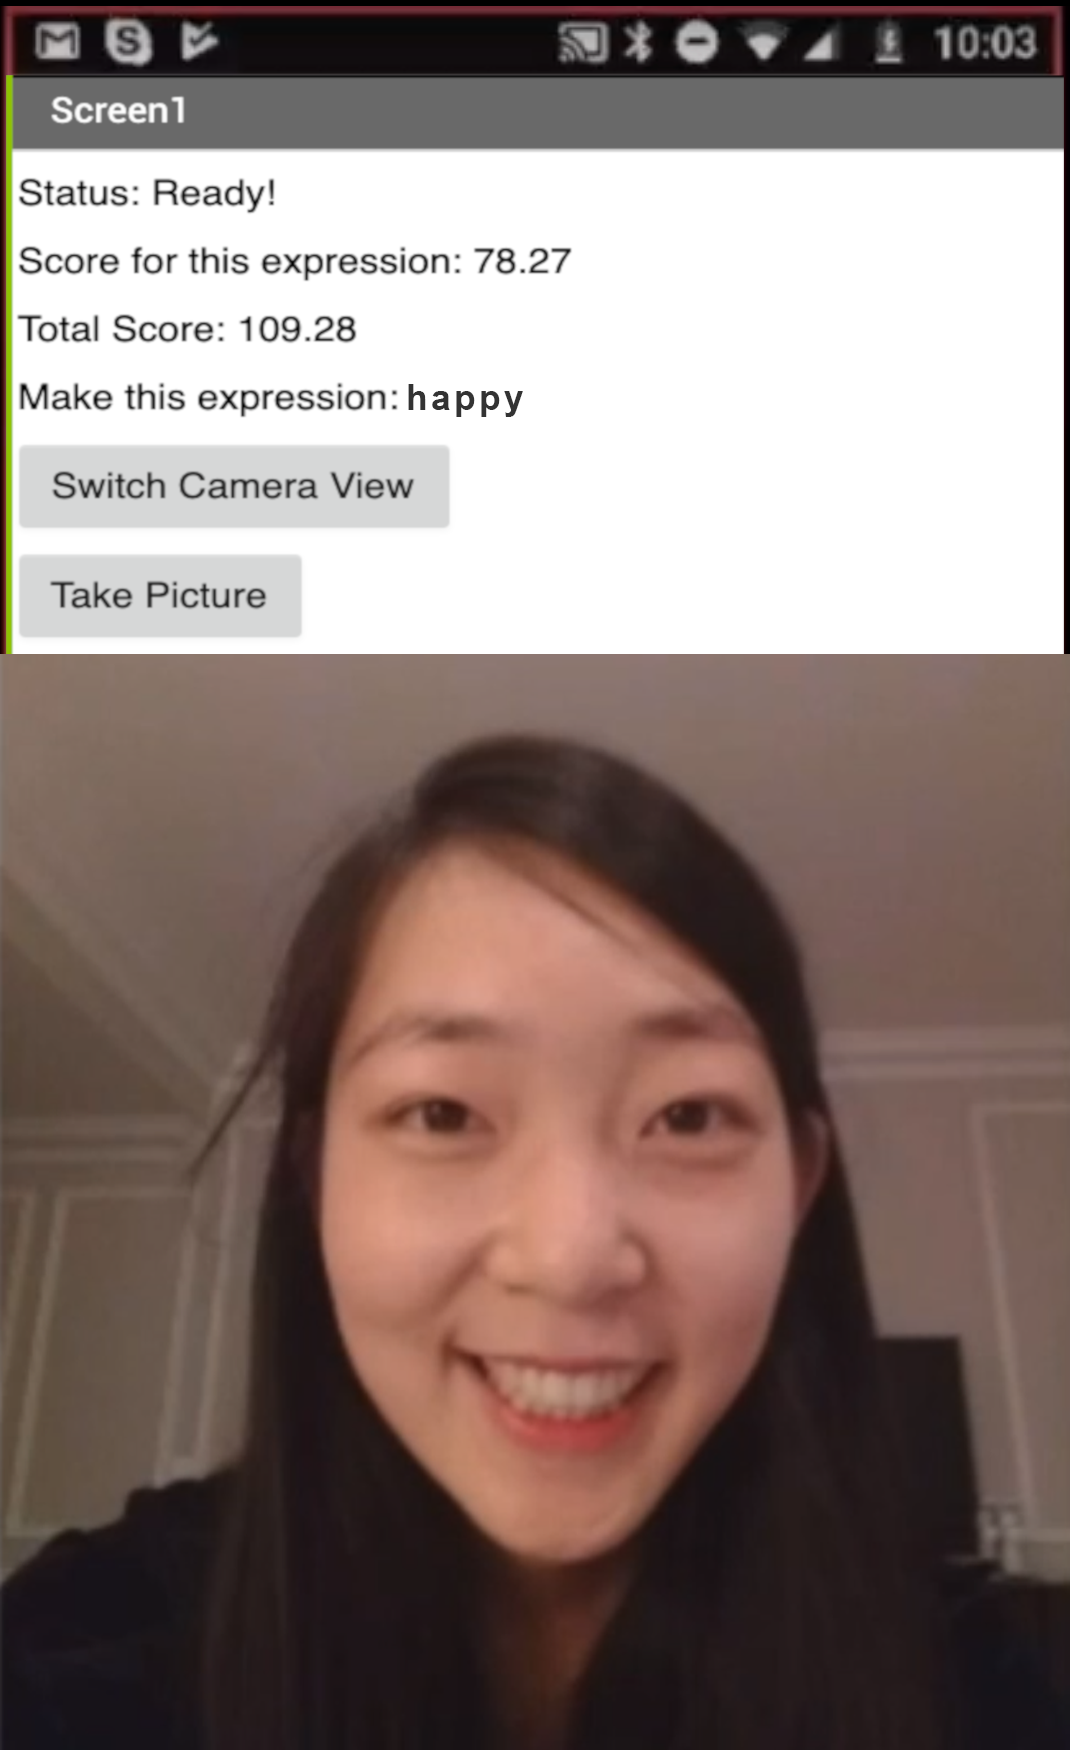 10:03
Screen1
Status: Ready!
Score for this expression: 78.27
Total Score: 109.28
Make this expression: happy
Switch Camera View
Take Picture